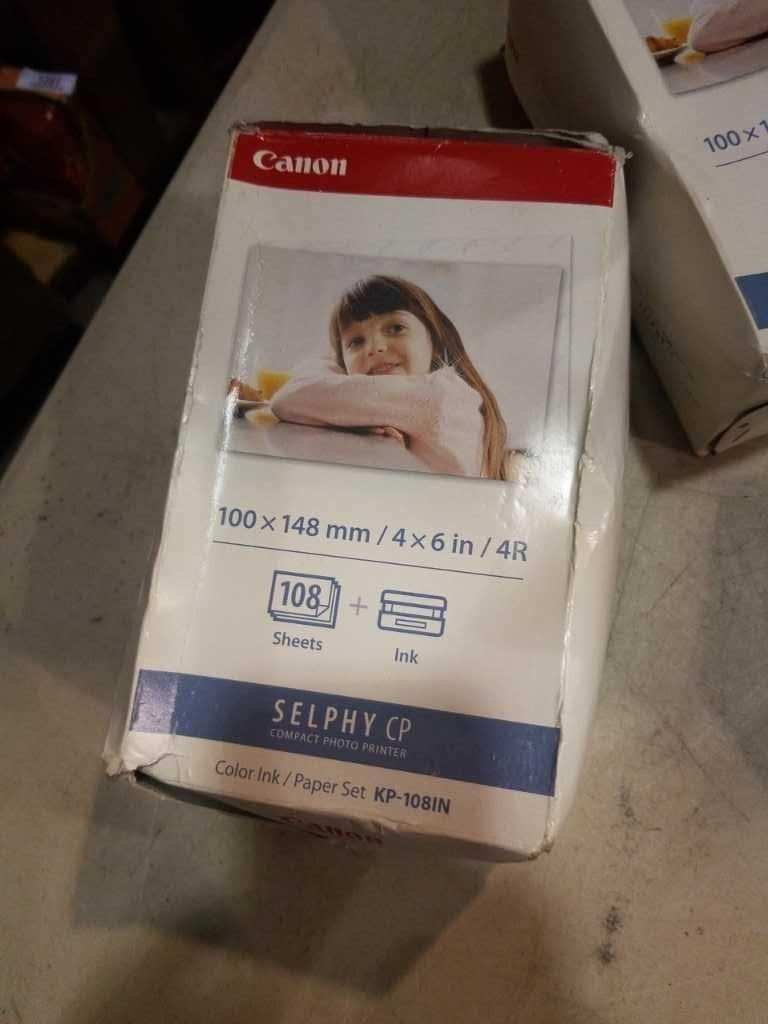 Canon
100 × 148 mm / 4 × 6 in / 4R
108
Sheets
+
Ink
SELPHY CP
COMPACT PHOTO PRINTER
Color Ink / Paper Set KP-108IN
CANON
100 × 1